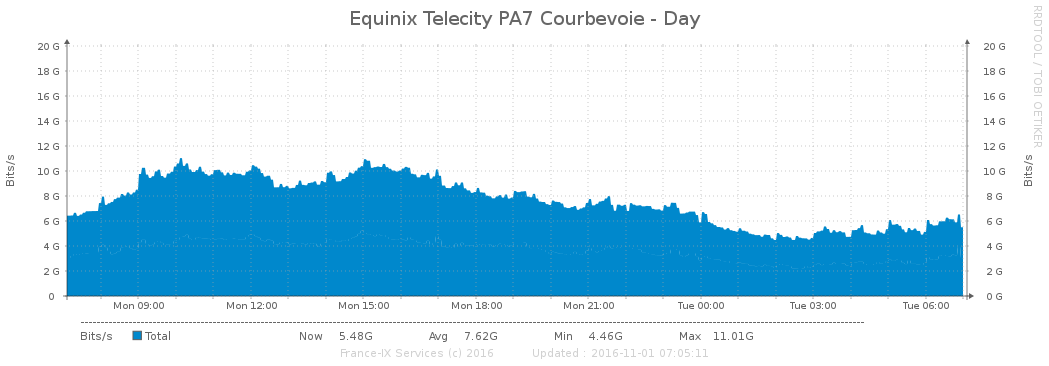 Equinix Telecity PA7 Courbevoie - Day
RRDTOOL / TOBI OETIKER
Bits/s
20 G 20 G
18 G 18 G
16 G 16 G
14 G 14 G
12 G 12 G
10 G 10 G
8 G 8 G
6 G 6 G
4 G 4 G
2 G 2 G
0 0 G
Bits/s
Mon 09:00 Mon 12:00 Mon 15:00 Mon 18:00 Mon 21:00 Tue 00:00 Tue 03:00 Tue 06:00
Bits/s Total Now 5.48G Avg 7.62G Min 4.46G Max 11.01G
France-IX Services (c) 2016 Updated : 2016-11-01 07:05:11